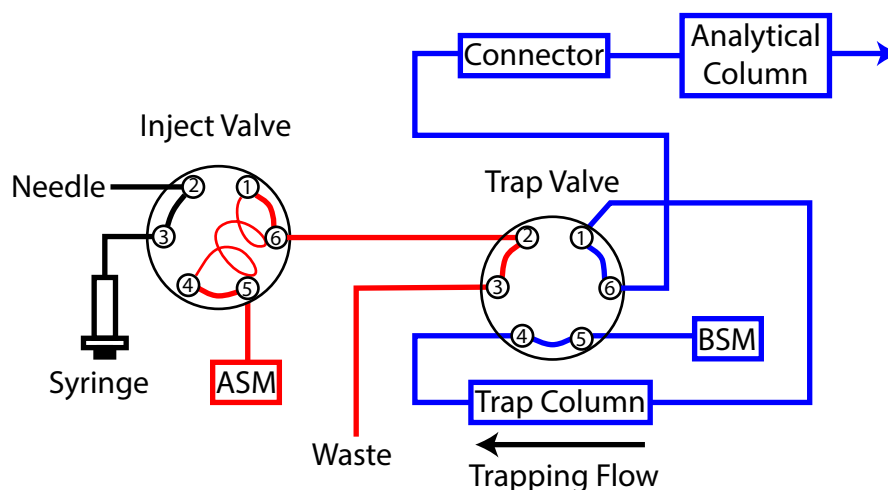 Connector
Analytical
Column
Inject Valve
Trap Valve
Needle
2
1
3
6
4
5
2
1
3
6
4
5
BSM
Syringe
ASM
Trap Column
Waste
Trapping Flow